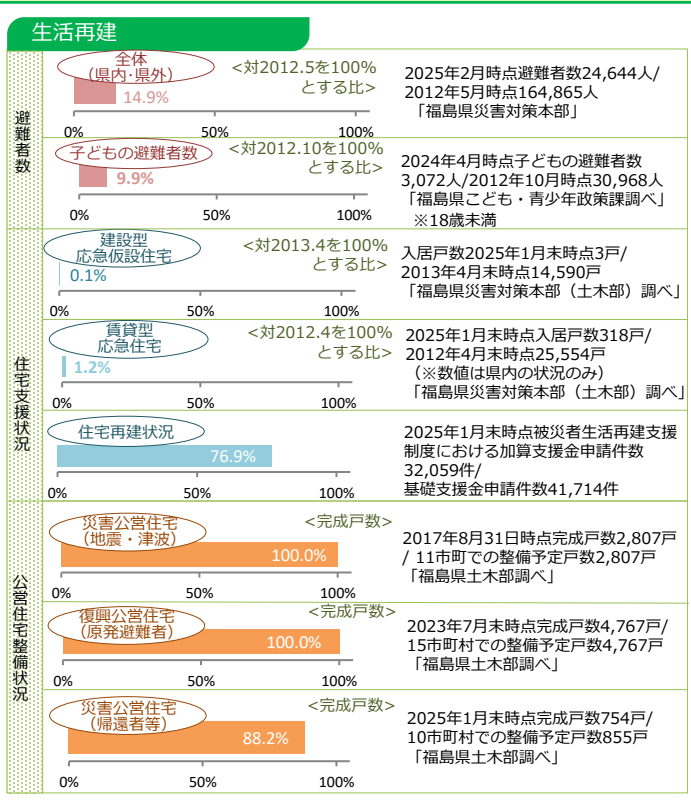 生活再建
避難者数
全体
(県内･県外)
<対2012.5を100%
とする比>
14.9%
0%
50%
100%
2025年2月時点避難者数24,644人/
2012年5月時点164,865人
「福島県災害対策本部」
子どもの避難者数
<対2012.10を100%
とする比>
9.9%
0%
50%
100%
2024年4月時点子どもの避難者数
3,072人/2012年10月時点30,968人
「福島県こども・青少年政策課調べ」
※18歳未満
住宅支援状況
建設型
応急仮設住宅
<対2013.4を100%
とする比>
0.1%
0%
50%
100%
入居戸数2025年1月末時点3戸/
2013年4月末時点14,590戸
「福島県災害対策本部（土木部）調べ」
賃貸型
応急住宅
<対2012.4を100%
とする比>
1.2%
0%
50%
100%
2025年1月末時点入居戸数318戸/
2012年4月末時点25,554戸
（※数値は県内の状況のみ）
「福島県災害対策本部（土木部）調べ」
住宅再建状況
76.9%
0%
50%
100%
2025年1月末時点被災者生活再建支援
制度における加算支援金申請件数
32,059件/
基礎支援金申請件数41,714件
公営住宅整備状況
災害公営住宅
(地震・津波)
<完成戸数>
100.0%
0%
50%
100%
2017年8月31日時点完成戸数2,807戸
/ 11市町での整備予定戸数2,807戸
「福島県土木部調べ」
復興公営住宅
(原発避難者)
<完成戸数>
100.0%
0%
50%
100%
2023年7月末時点完成戸数4,767戸/
15市町村での整備予定戸数4,767戸
「福島県土木部調べ」
災害公営住宅
(帰還者等)
<完成戸数>
88.2%
0%
50%
100%
2025年1月末時点完成戸数754戸/
10市町村での整備予定戸数855戸
「福島県土木部調べ」